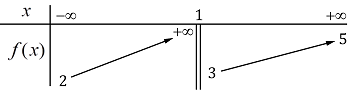 x −∞ 1 +∞
f(x) 2 +∞ 3 5